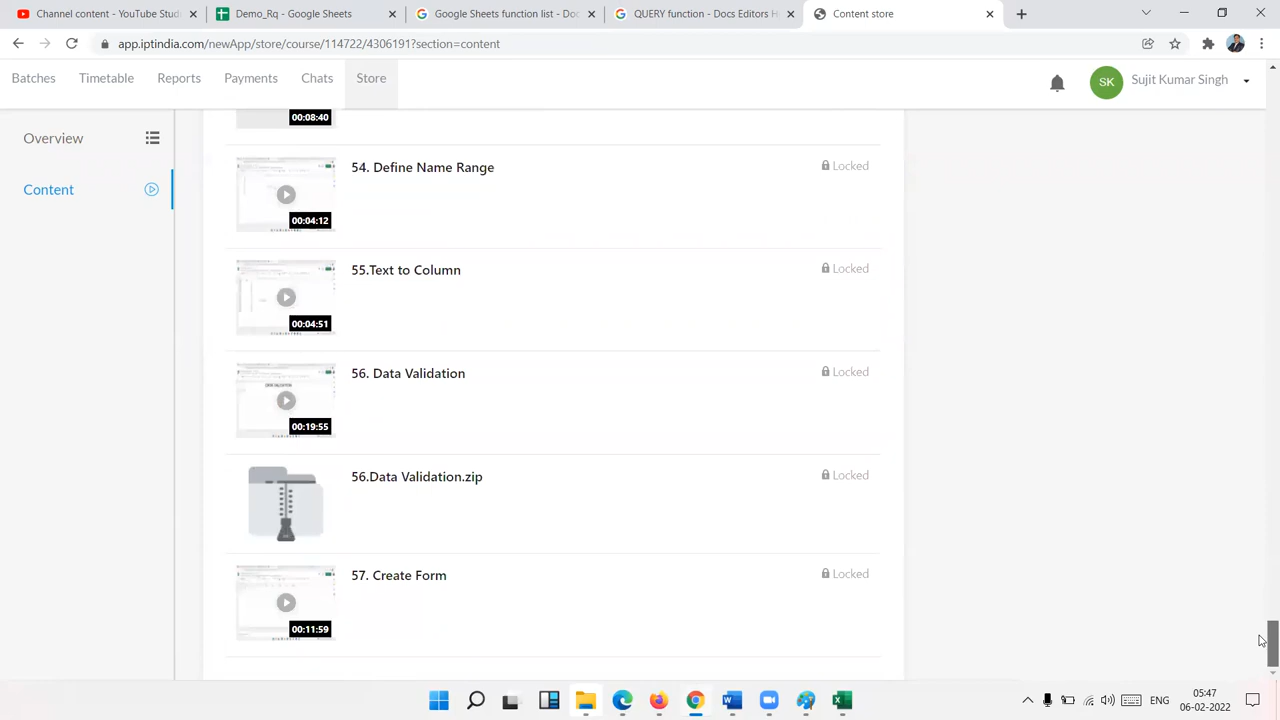 Channel content - YouTube Studi
Demo_Rq - Google Sheets
Google Sheets function list - Doc
QUERY function - Docs Editors H
Content store
app.iptindia.com/newApp/store/course/114722/4306191?section=content
Batches
Timetable
Reports
Payments
Chats
Store
SK
Sujit Kumar Singh
Overview
Content
00:08:40
54. Define Name Range
Locked
00:04:12
55.Text to Column
Locked
00:04:51
56. Data Validation
Locked
00:19:55
56.Data Validation.zip
Locked
57. Create Form
Locked
00:11:59
ENG
05:47
06-02-2022